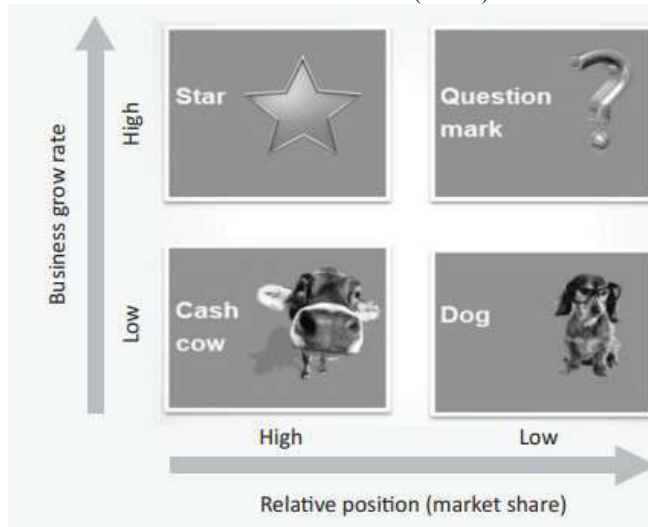 Business grow rate
High
Low
Star
Question
mark
Cash
cow
Dog
High
Low
Relative position (market share)